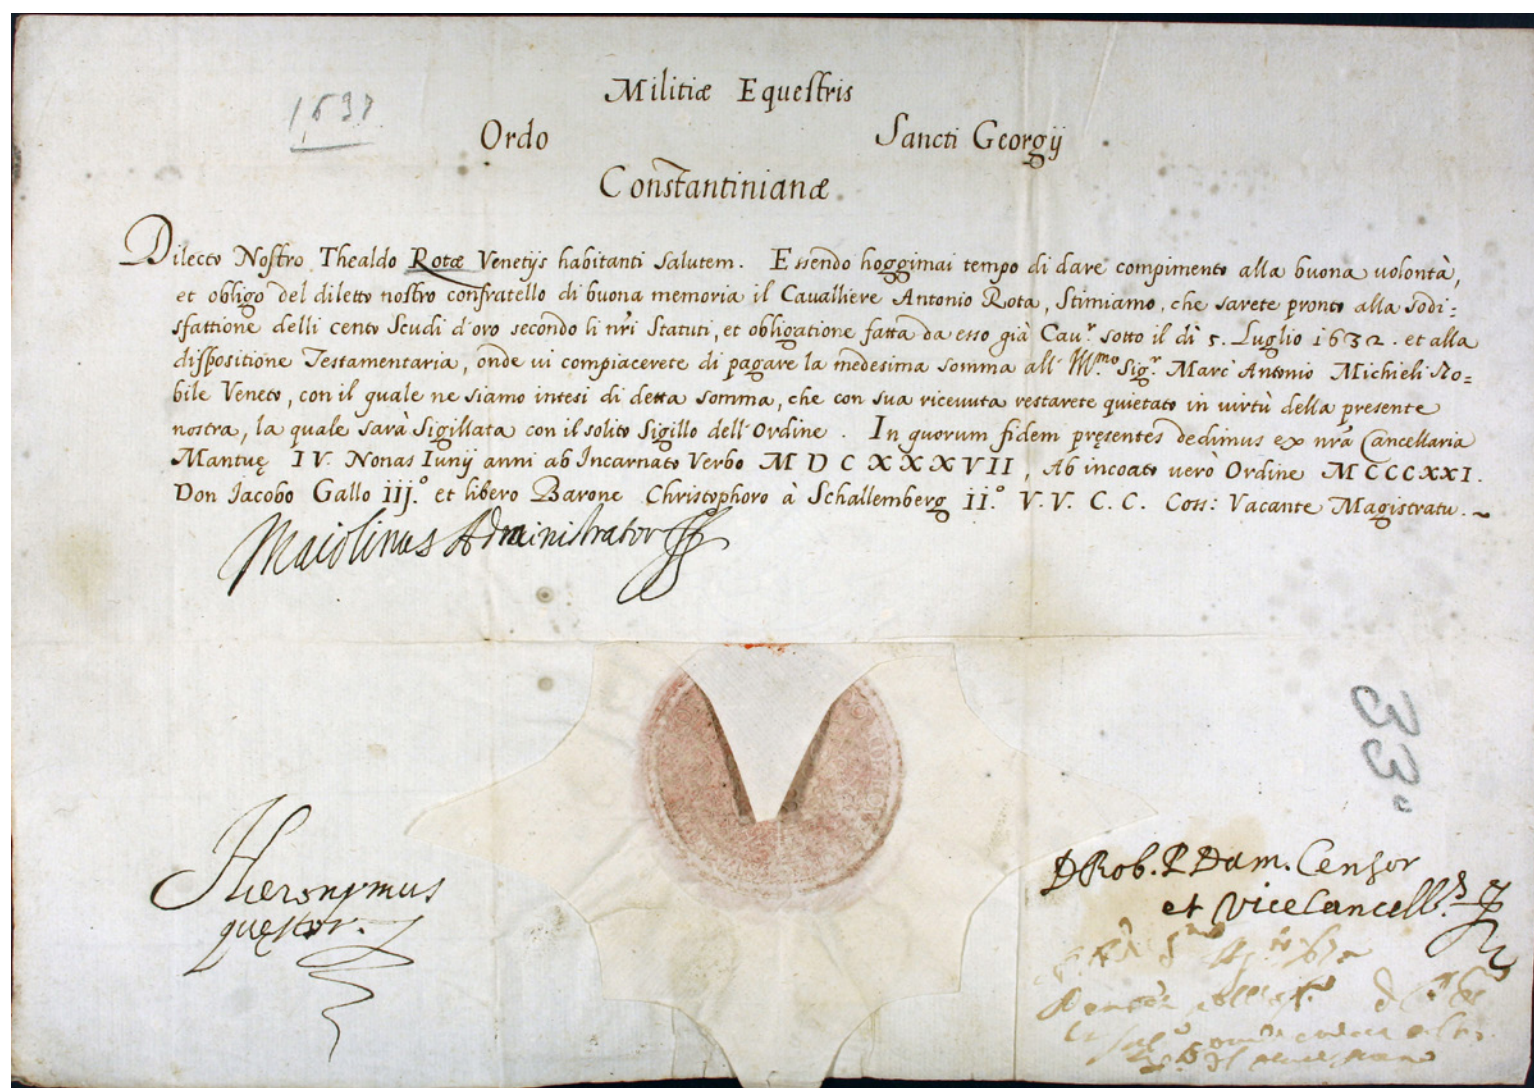 1637
Militiæ Equestris
Ordo Sancti Georgij
Constantinianæ
Dilecto Nostro Thealdo Rotæ Venetijs habitanti Salutem. Essendo hoggimai tempo di dare compimento alla buona uolontà,
et obligo del diletto nostro confratello di buona memoria il Caualliere Antonio Rota, Stimiamo, che sarete pronto alla sodi:
sfattione delli cento Scudi d'oro secondo li nr̃i Statuti, et obligatione fatta da esso già Cau.r sotto il dì 5. Luglio 1632. et alla
dispositione Testamentaria, onde ui compiacerete di pagare la medesima somma all' Ill.mo Sig.r Marc' Antonio Michieli No=
bile Veneto, con il quale ne siamo intesi di detta somma, che con sua riceuuta restarete quietato in uirtù della presente
nostra, la quale sarà Sigillata con il solito Sigillo dell'Ordine. In quorum fidem pręsentes dedimus ex nr̃a Cancellaria
Mantuę IV. Nonas Iunij anni ab Incarnato Verbo MDCXXXVII, Ab incoato uerò Ordine MCCCXXI.
Don Jacobo Gallo iij.o et libero Barone Christophoro à Schallemberg ii.o V.V. C.C. Coss: Vacante Magistratu. ~
Maiolinus Administrator
33
Hieronymus
quęstor.
D Rob. P Dam. Censor
et ViceCancell.s